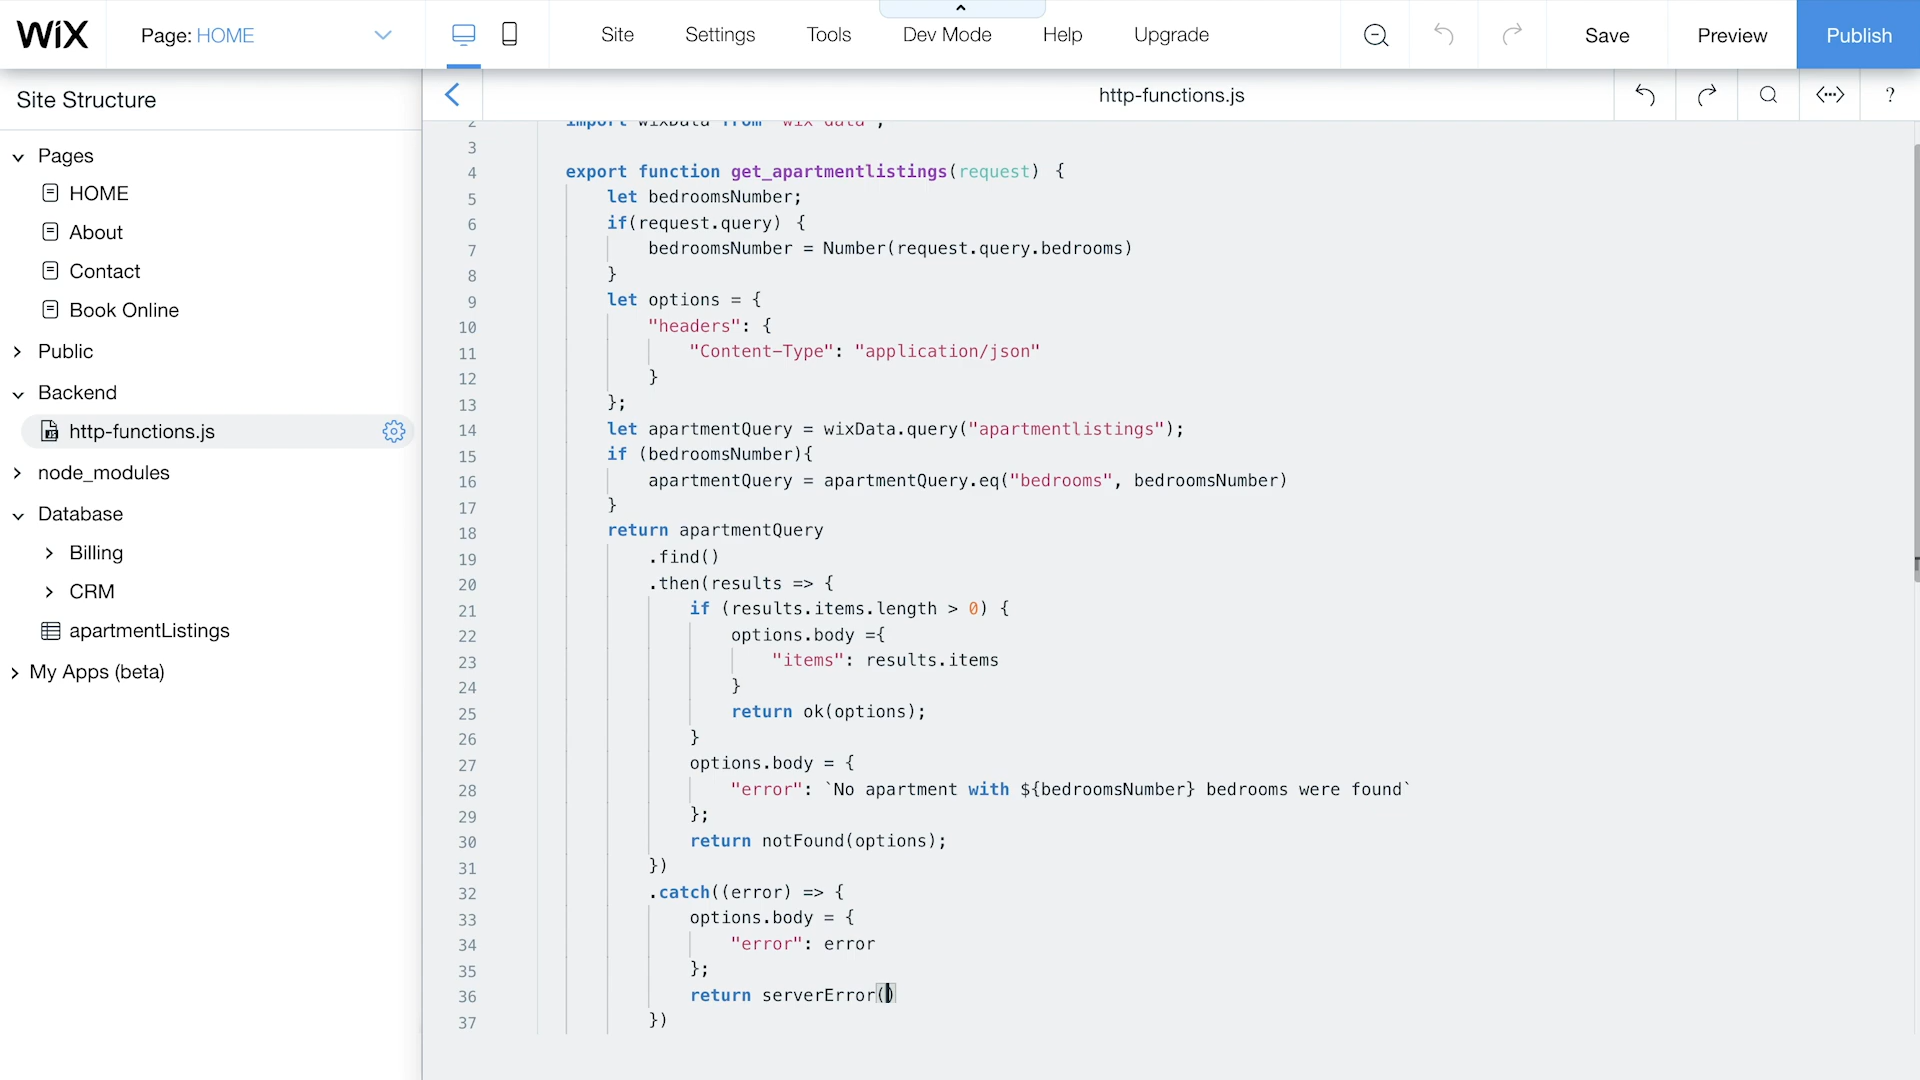 WiX
Page: HOME
Site
Settings
Tools
Dev Mode
Help
Upgrade
Save
Preview
Publish
Site Structure
http-functions.js
?
Pages
HOME
About
Contact
Book Online
Public
Backend
http-functions.js
node_modules
Database
Billing
CRM
apartmentListings
My Apps (beta)
2 import wixData from 'wix-data';
3
4 export function get_apartmentlistings(request) {
5 let bedroomsNumber;
6 if(request.query) {
7 bedroomsNumber = Number(request.query.bedrooms)
8 }
9 let options = {
10 "headers": {
11 "Content-Type": "application/json"
12 }
13 };
14 let apartmentQuery = wixData.query("apartmentlistings");
15 if (bedroomsNumber){
16 apartmentQuery = apartmentQuery.eq("bedrooms", bedroomsNumber)
17 }
18 return apartmentQuery
19 .find()
20 .then(results => {
21 if (results.items.length > 0) {
22 options.body ={
23 "items": results.items
24 }
25 return ok(options);
26 }
27 options.body = {
28 "error": `No apartment with ${bedroomsNumber} bedrooms were found`
29 };
30 return notFound(options);
31 })
32 .catch((error) => {
33 options.body = {
34 "error": error
35 };
36 return serverError()
37 })